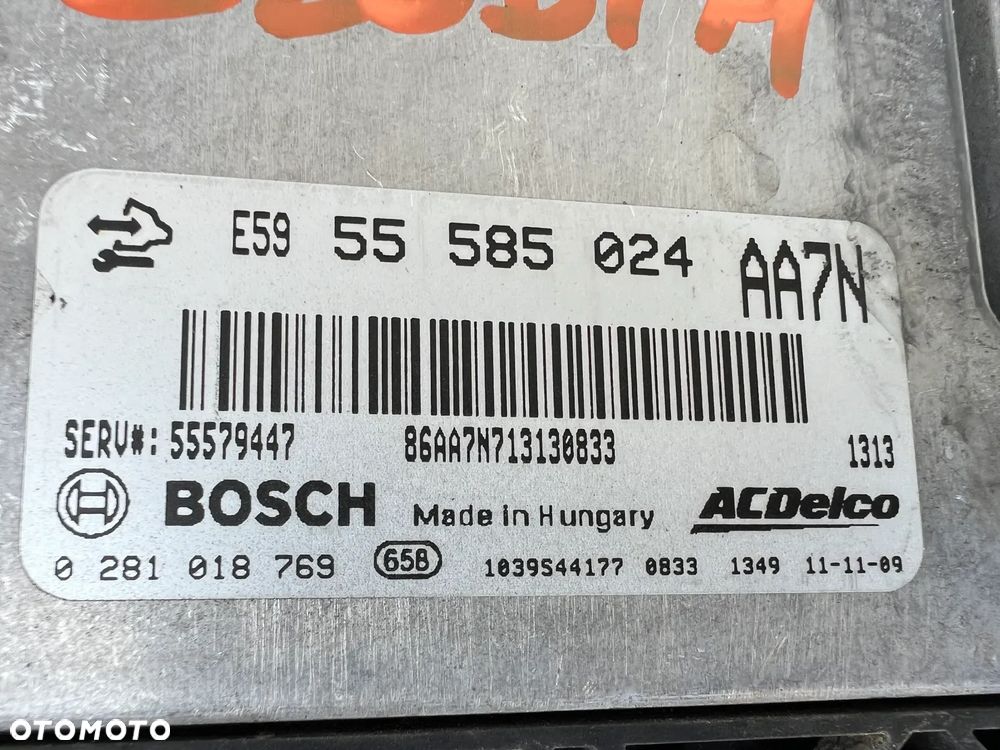 E59 55 585 024 AA7N
SERV#: 55579447 86AA7N713130833 1313
BOSCH Made in Hungary ACDelco
0 281 018 769 658 1039S44177 0833 1349 11-11-09
OTOMOTO